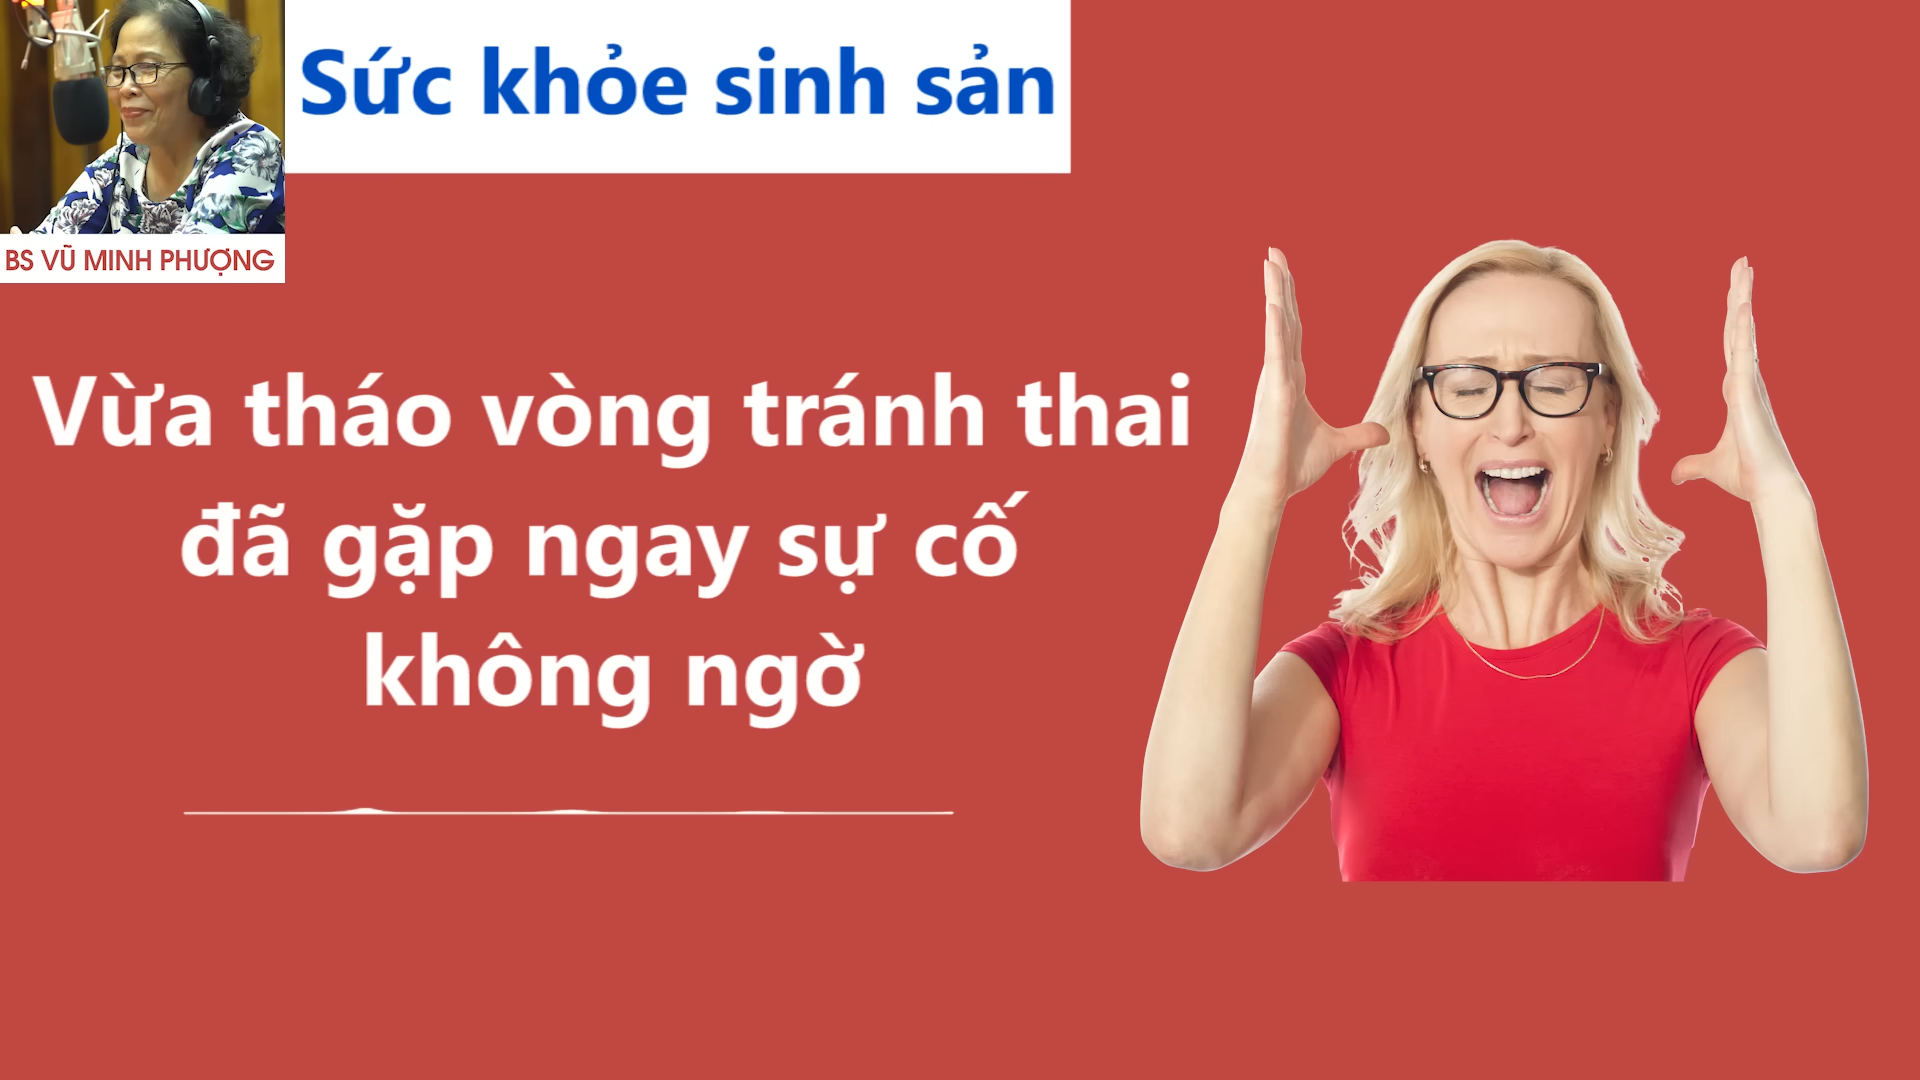 Sức khỏe sinh sản
BS VŨ MINH PHƯỢNG
Vừa tháo vòng tránh thai
đã gặp ngay sự cố
không ngờ